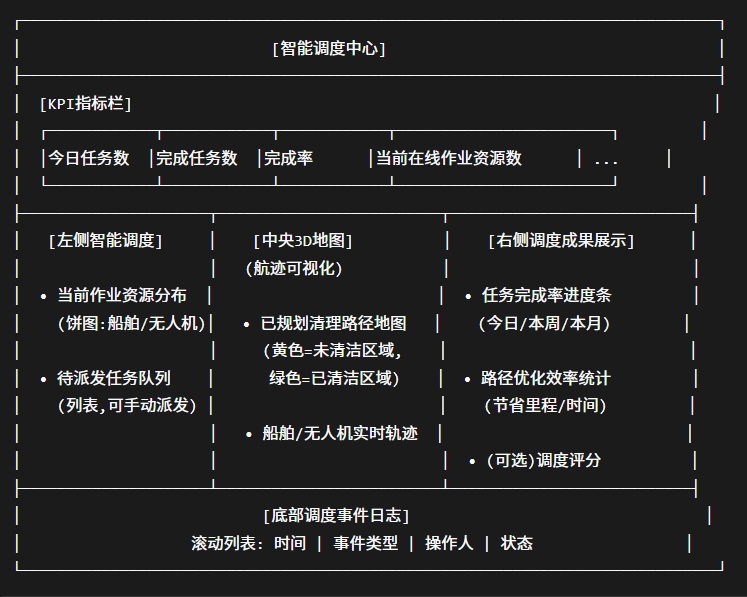 [智能调度中心]
[KPI指标栏]
今日任务数 完成任务数 完成率 当前在线作业资源数 ...
[左侧智能调度] [中央3D地图] [右侧调度成果展示]
(航迹可视化)
• 当前作业资源分布 • 任务完成率进度条
(饼图:船舶/无人机) • 已规划清理路径地图 (今日/本周/本月)
(黄色=未清洁区域,
• 待派发任务队列 绿色=已清洁区域) • 路径优化效率统计
(列表,可手动派发) (节省里程/时间)
• 船舶/无人机实时轨迹
• (可选)调度评分
[底部调度事件日志]
滚动列表: 时间 | 事件类型 | 操作人 | 状态